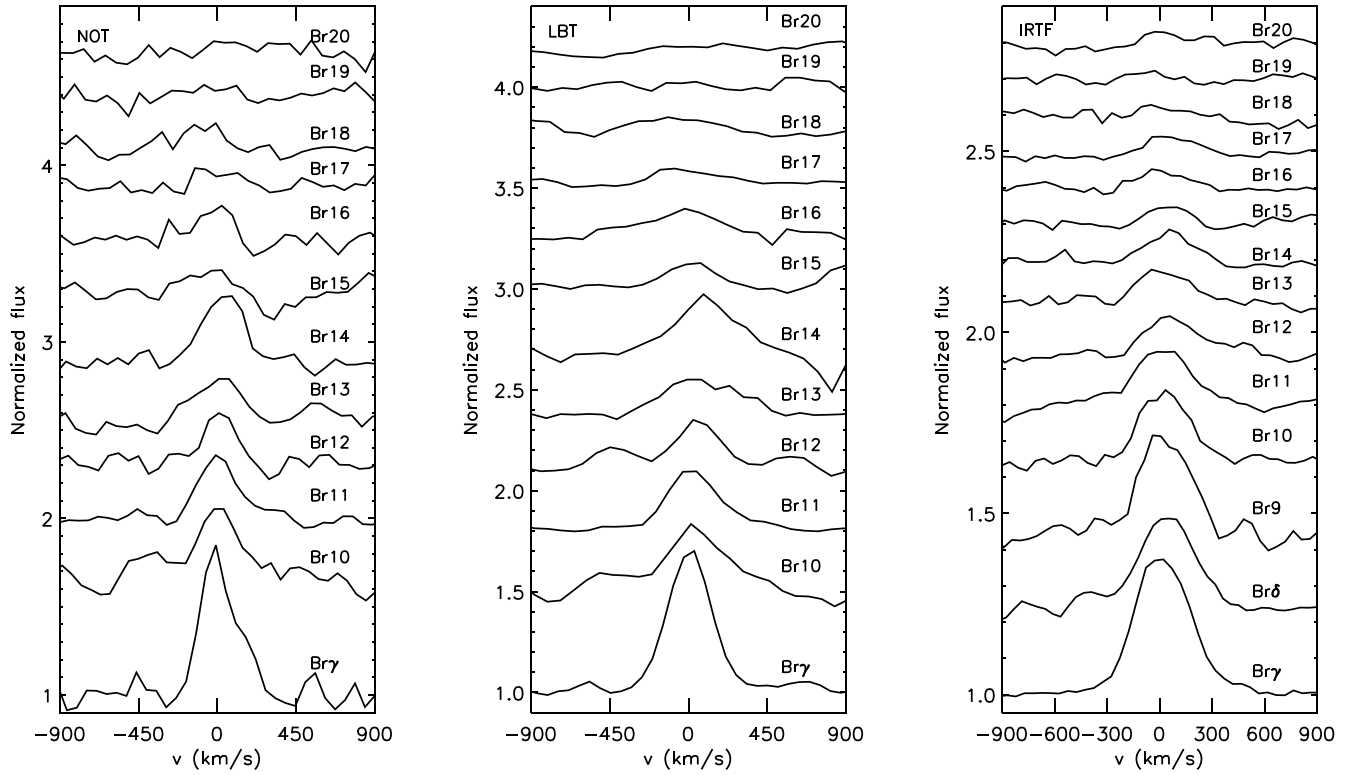 NOT
Br20
Br19
Br18
Br17
Br16
Br15
Br14
Br13
Br12
Br11
Br10
Brγ
4
3
2
1
Normalized flux
−900 −450 0 450 900
v (km/s)
LBT
Br20
Br19
Br18
Br17
Br16
Br15
Br14
Br13
Br12
Br11
Br10
Brγ
4.0
3.5
3.0
2.5
2.0
1.5
1.0
Normalized flux
−900 −450 0 450 900
v (km/s)
IRTF
Br20
Br19
Br18
Br17
Br16
Br15
Br14
Br13
Br12
Br11
Br10
Br9
Brδ
Brγ
2.5
2.0
1.5
1.0
Normalized flux
−900−600−300 0 300 600 900
v (km/s)